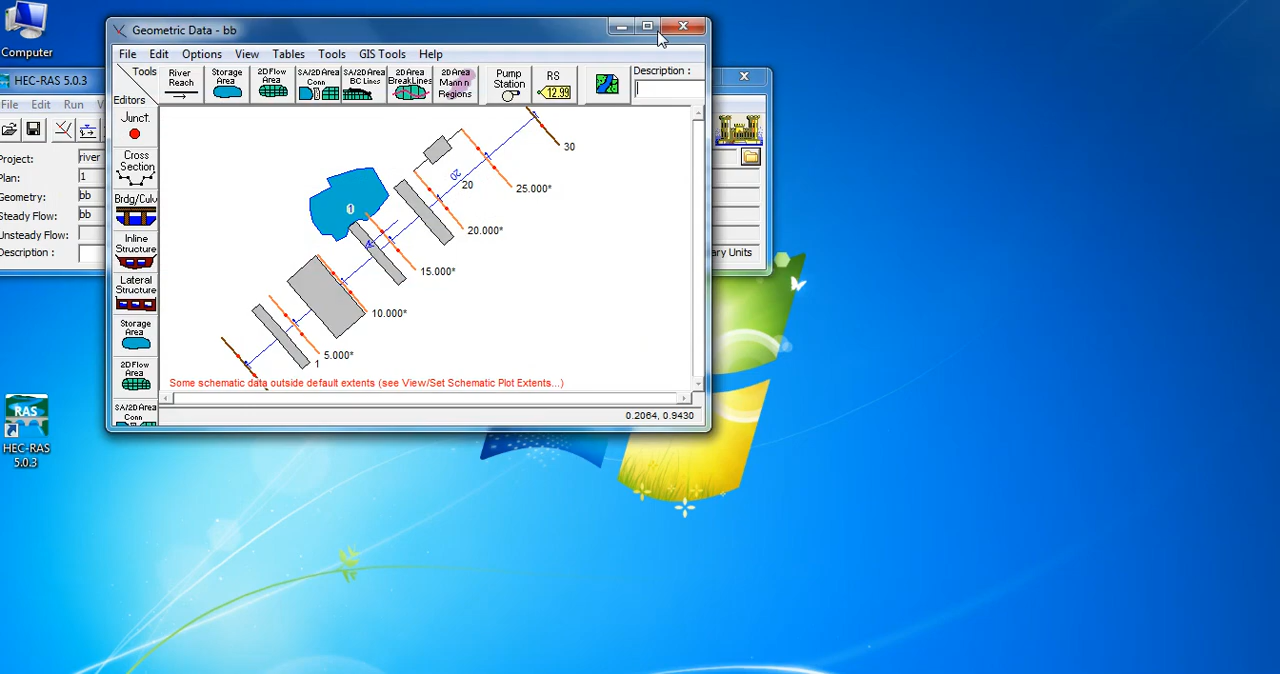 Computer
HEC-RAS 5.0.3
File Edit Run V
Project: river
Plan: 1
Geometry: bb
Steady Flow: bb
Unsteady Flow:
Description :
ary Units
Geometric Data - bb
File Edit Options View Tables Tools GIS Tools Help
Tools
Editors
River
Reach
Storage
Area
2D Flow
Area
SA/2D Area
Conn
SA/2D Area
BC Lines
2D Area
BreakLines
2D Area
Mann n
Regions
Pump
Station
RS
12.99
Description :
Junct.
Cross
Section
Brdg/Culv
Inline
Structure
Lateral
Structure
Storage
Area
2D Flow
Area
SA/2D Area
Conn
30
25.000*
20
20
20.000*
1
15.000*
10.000*
5.000*
1
Some schematic data outside default extents (see View/Set Schematic Plot Extents...)
0.2064, 0.9430
RAS
HEC-RAS
5.0.3